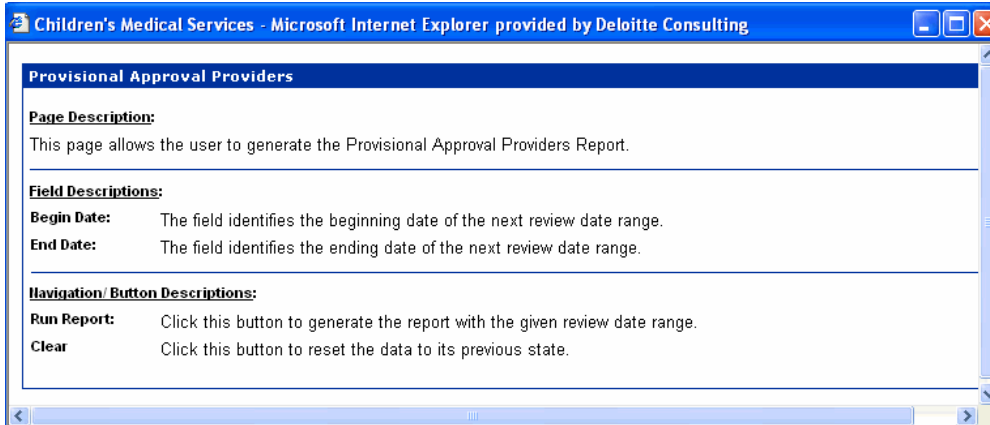 Children's Medical Services - Microsoft Internet Explorer provided by Deloitte Consulting
Provisional Approval Providers
Page Description:
This page allows the user to generate the Provisional Approval Providers Report.
Field Descriptions:
Begin Date: The field identifies the beginning date of the next review date range.
End Date: The field identifies the ending date of the next review date range.
Navigation/ Button Descriptions:
Run Report: Click this button to generate the report with the given review date range.
Clear Click this button to reset the data to its previous state.